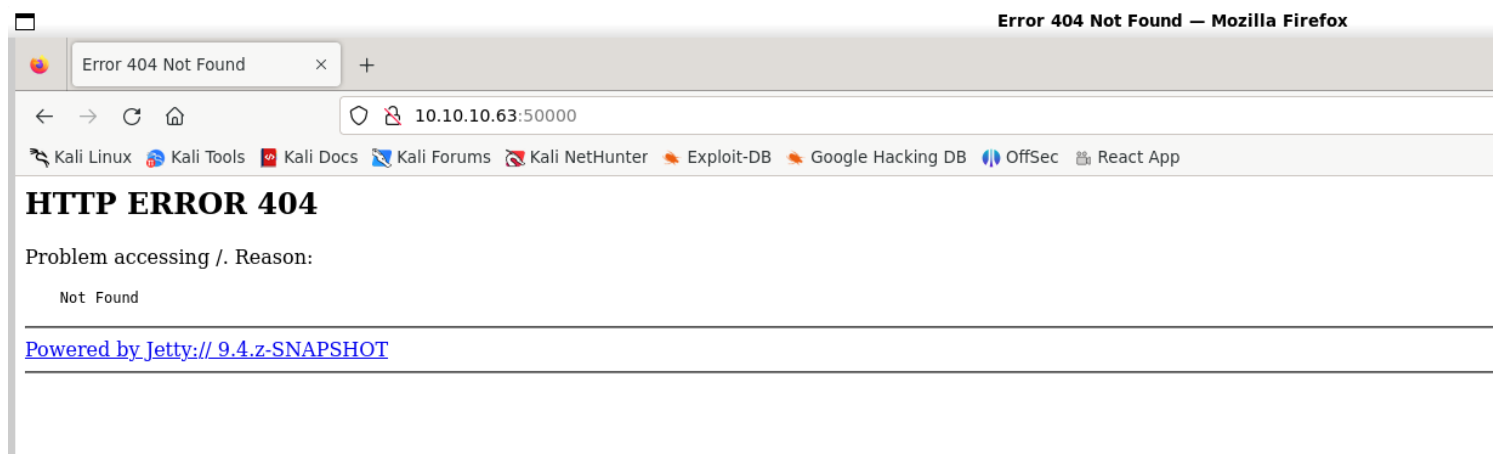 Error 404 Not Found — Mozilla Firefox
Error 404 Not Found
10.10.10.63:50000
Kali Linux Kali Tools Kali Docs Kali Forums Kali NetHunter Exploit-DB Google Hacking DB OffSec React App
HTTP ERROR 404
Problem accessing /. Reason:
Not Found
Powered by Jetty:// 9.4.z-SNAPSHOT